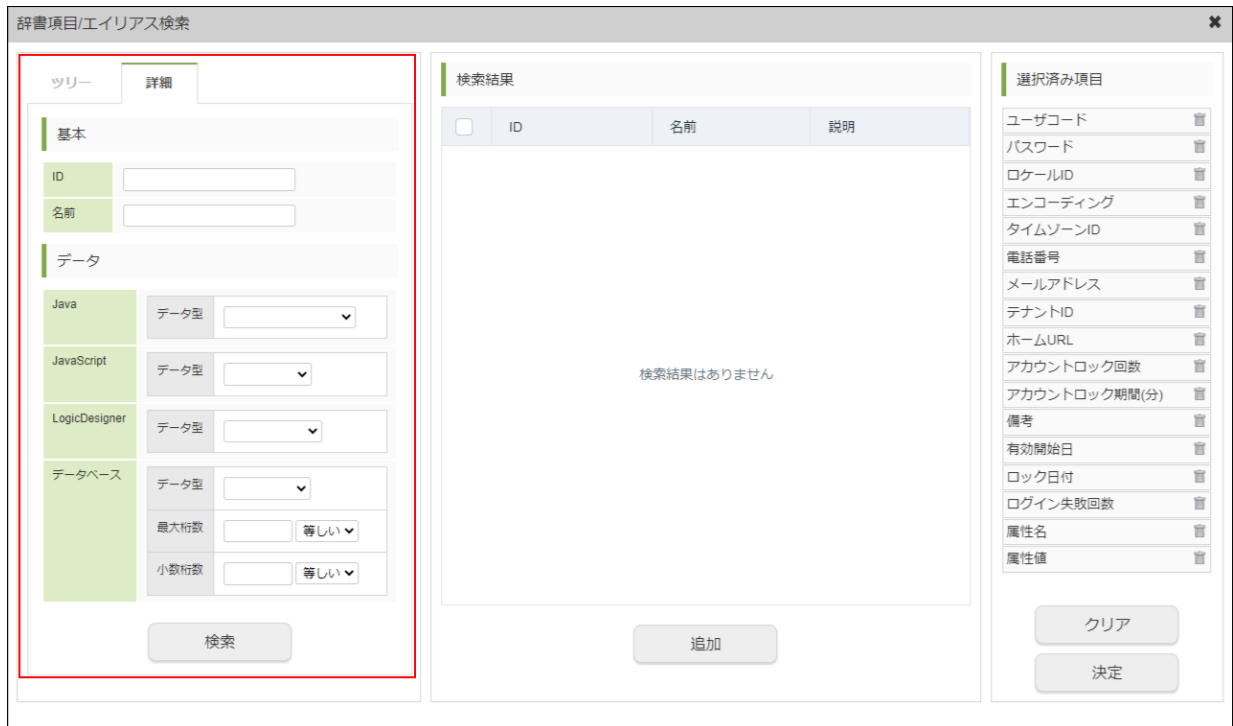 辞書項目/エイリアス検索
ツリー 詳細
基本
ID
名前
データ
Java データ型
JavaScript データ型
LogicDesigner データ型
データベース データ型
最大桁数 等しい
小数桁数 等しい
検索
検索結果
ID 名前 説明
検索結果はありません
追加
選択済み項目
ユーザコード
パスワード
ロケールID
エンコーディング
タイムゾーンID
電話番号
メールアドレス
テナントID
ホームURL
アカウントロック回数
アカウントロック期間(分)
備考
有効開始日
ロック日付
ログイン失敗回数
属性名
属性値
クリア
決定